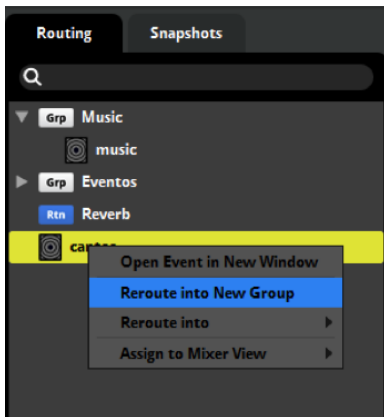 Routing Snapshots
Grp Music
music
Grp Eventos
Rtn Reverb
Open Event in New Window
Reroute into New Group
Reroute into
Assign to Mixer View